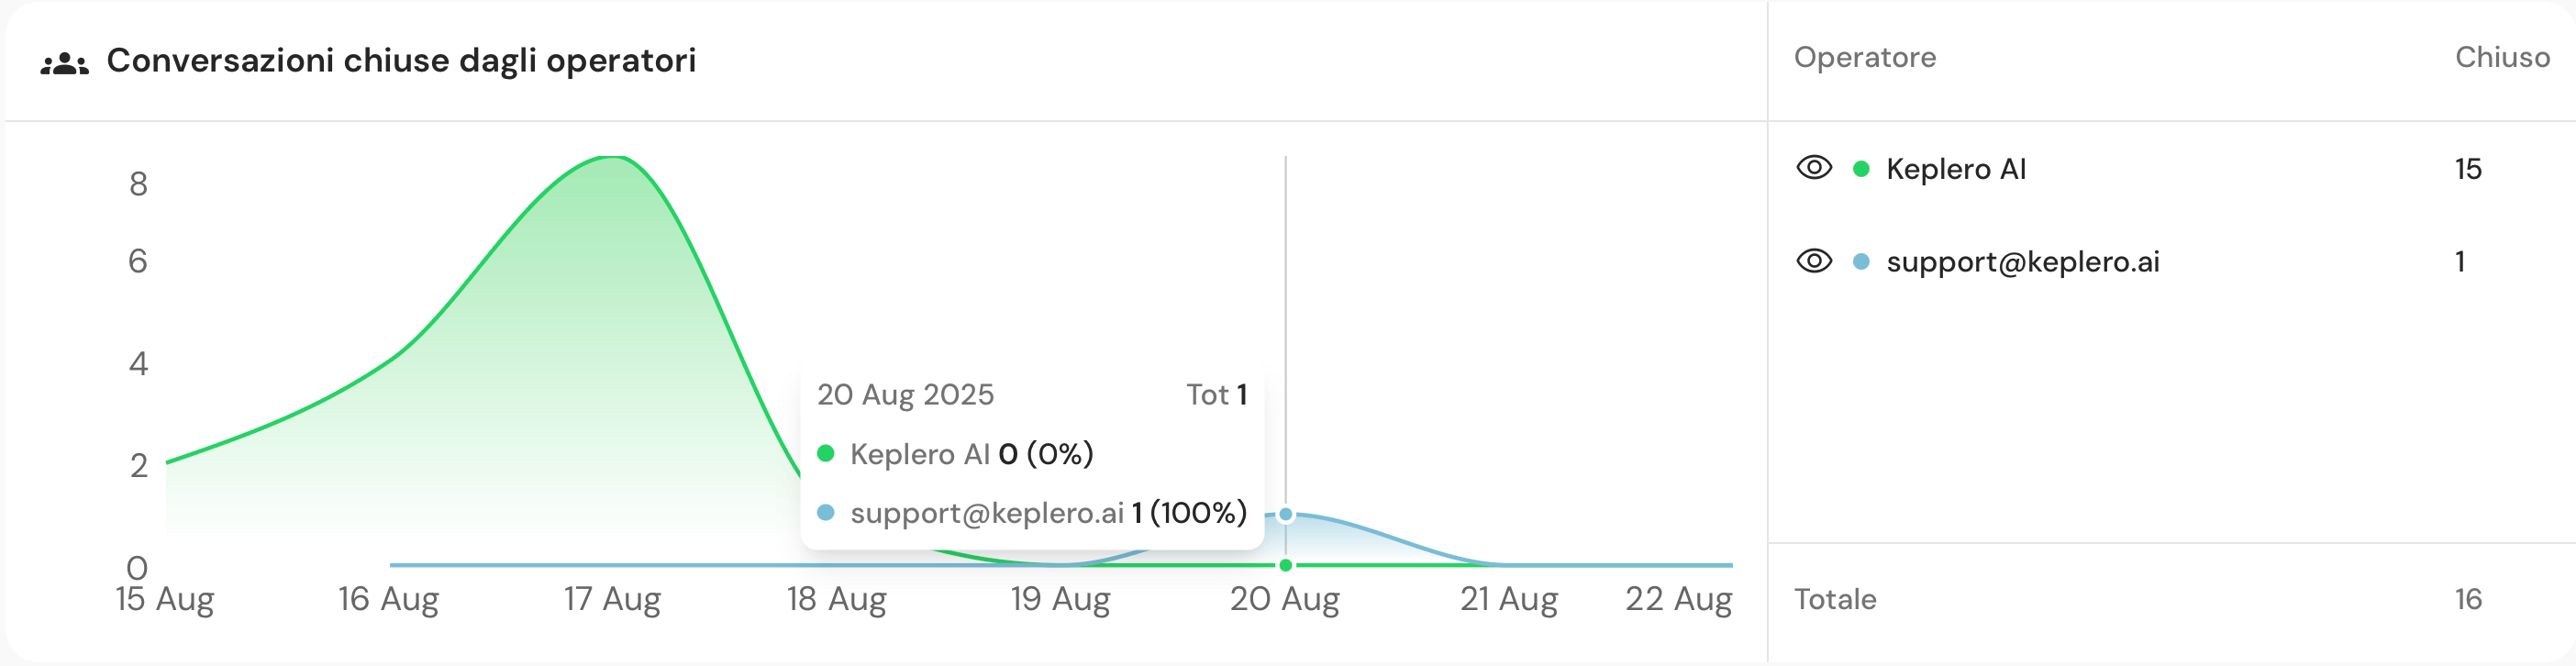 Conversazioni chiuse dagli operatori
8
6
4
2
0
15 Aug 16 Aug 17 Aug 18 Aug 19 Aug 20 Aug 21 Aug 22 Aug
20 Aug 2025 Tot 1
Keplero AI 0 (0%)
support@keplero.ai 1 (100%)
Operatore Chiuso
Keplero AI 15
support@keplero.ai 1
Totale 16